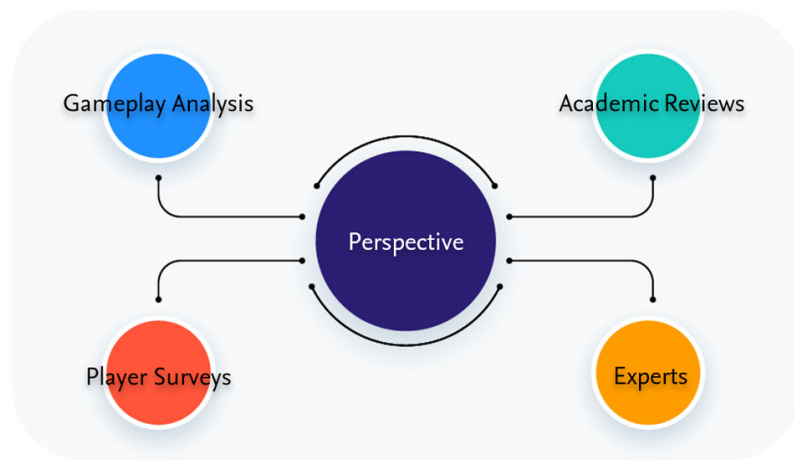 Gameplay Analysis
Academic Reviews
Perspective
Player Surveys
Experts